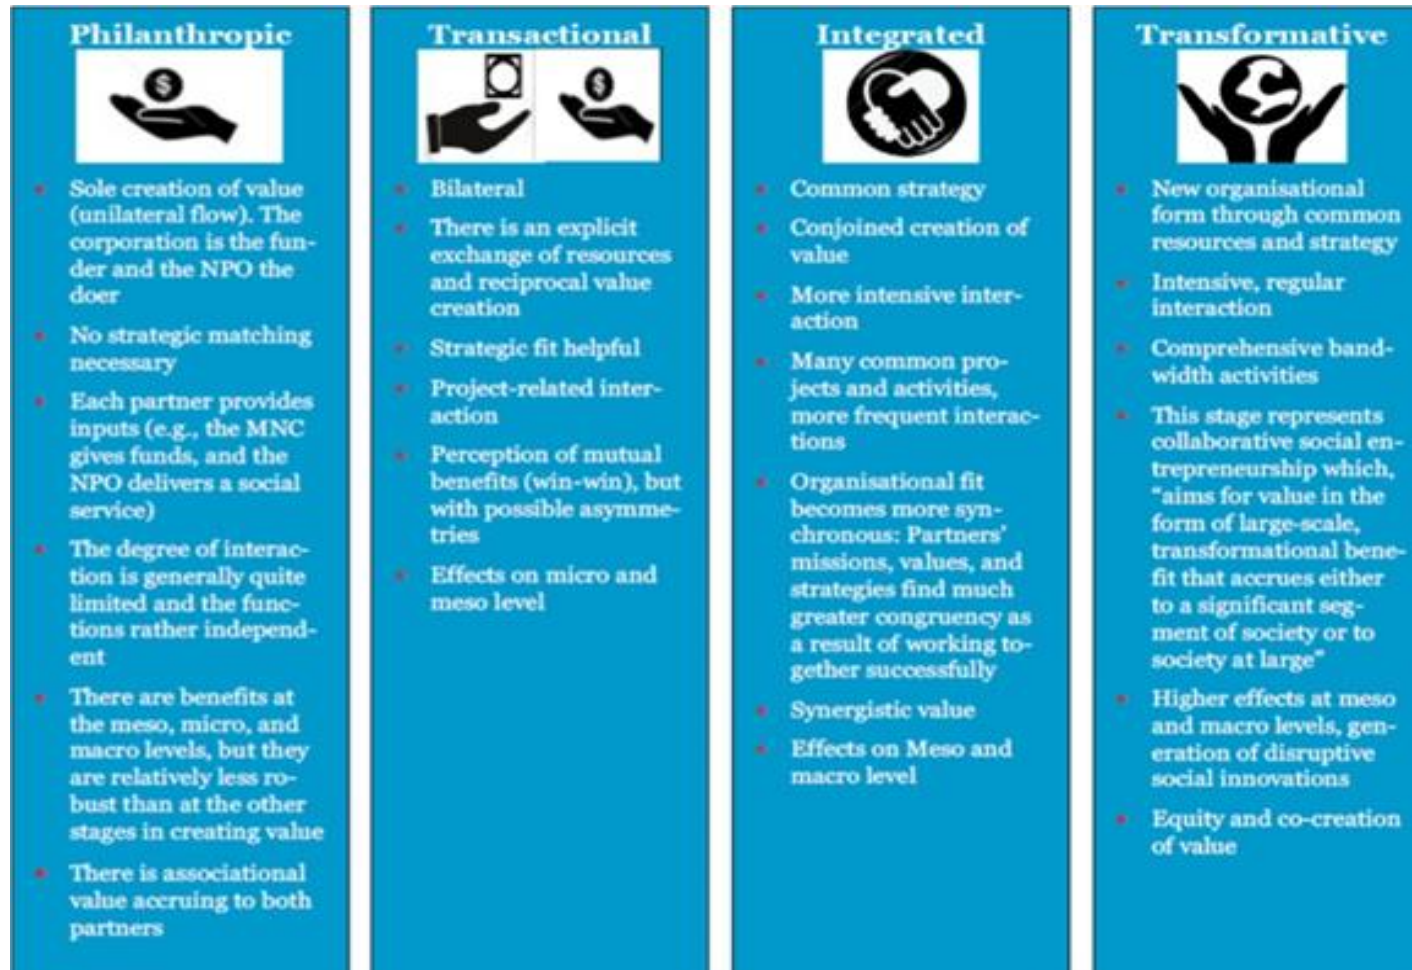 Philanthropic
$
Sole creation of value
(unilateral flow). The
corporation is the fun-
der and the NPO the
doer
No strategic matching
necessary
Each partner provides
inputs (e.g., the MNC
gives funds, and the
NPO delivers a social
service)
The degree of interac-
tion is generally quite
limited and the func-
tions rather independ-
ent
There are benefits at
the meso, micro, and
macro levels, but they
are relatively less ro-
bust than at the other
stages in creating value
There is associational
value accruing to both
partners
Transactional
$
Bilateral
There is an explicit
exchange of resources
and reciprocal value
creation
Strategic fit helpful
Project-related inter-
action
Perception of mutual
benefits (win-win), but
with possible asymme-
tries
Effects on micro and
meso level
Integrated
Common strategy
Conjoined creation of
value
More intensive inter-
action
Many common pro-
jects and activities,
more frequent interac-
tions
Organisational fit
becomes more syn-
chronous: Partners’
missions, values, and
strategies find much
greater congruency as
a result of working to-
gether successfully
Synergistic value
Effects on Meso and
macro level
Transformative
New organisational
form through common
resources and strategy
Intensive, regular
interaction
Comprehensive band-
width activities
This stage represents
collaborative social en-
trepreneurship which,
“aims for value in the
form of large-scale,
transformational bene-
fit that accrues either
to a significant seg-
ment of society or to
society at large”
Higher effects at meso
and macro levels, gen-
eration of disruptive
social innovations
Equity and co-creation
of value